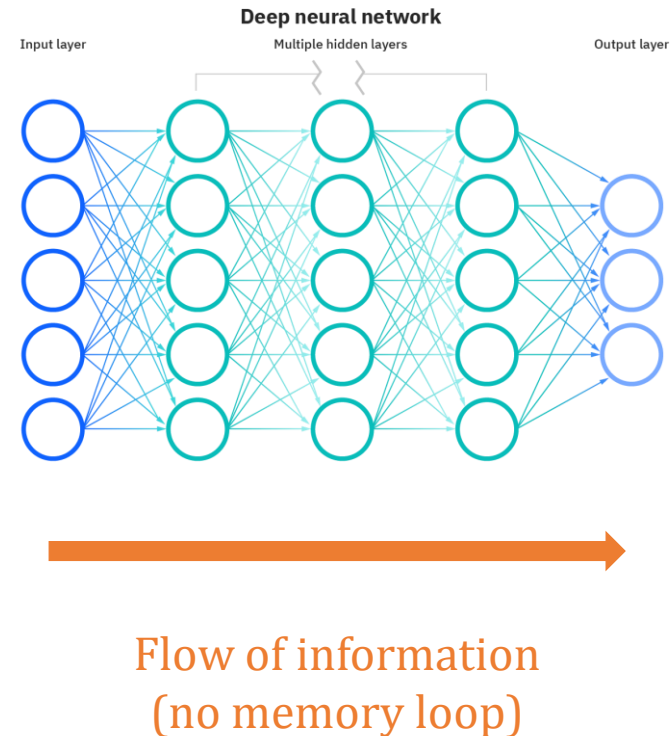 Deep neural network
Input layer
Multiple hidden layers
Output layer
Flow of information
(no memory loop)